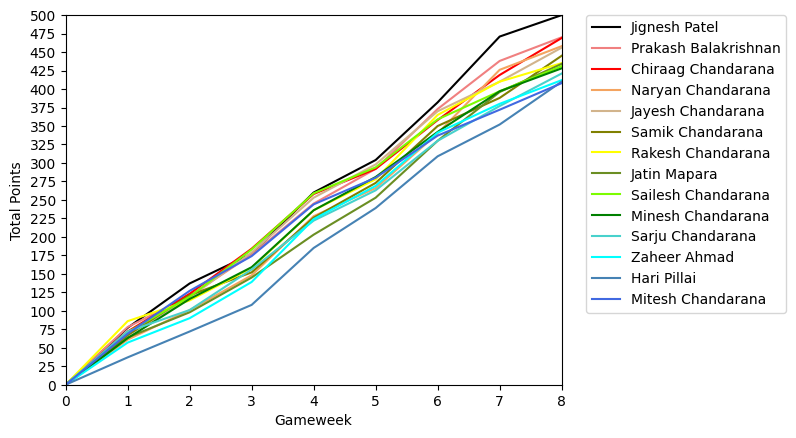 500
475
450
425
400
375
350
325
300
275
250
225
200
175
150
125
100
75
50
25
0
Total Points
0 1 2 3 4 5 6 7 8
Gameweek
Jignesh Patel
Prakash Balakrishnan
Chiraag Chandarana
Naryan Chandarana
Jayesh Chandarana
Samik Chandarana
Rakesh Chandarana
Jatin Mapara
Sailesh Chandarana
Minesh Chandarana
Sarju Chandarana
Zaheer Ahmad
Hari Pillai
Mitesh Chandarana